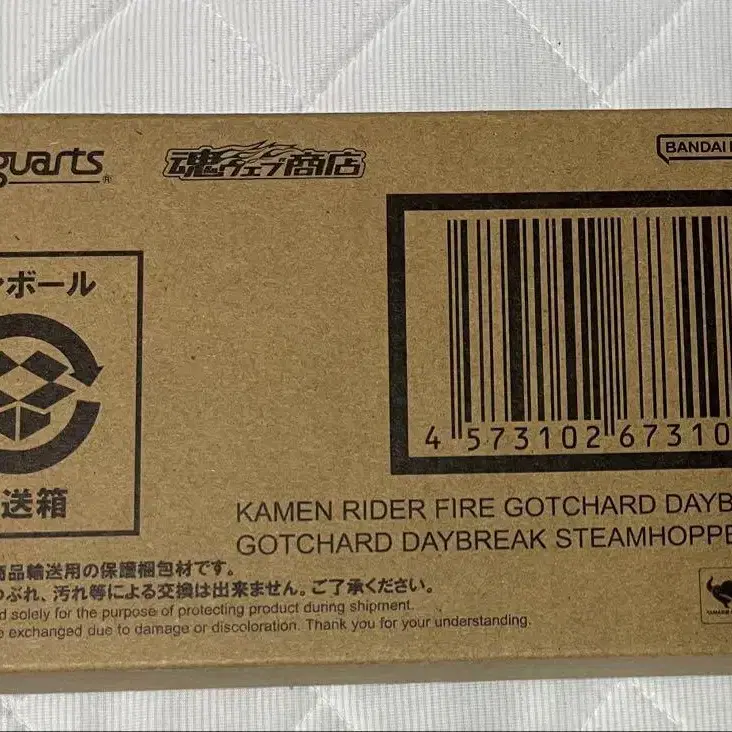 guarts®
魂ウェブ商店
BANDAI
ボール
送箱
4 573102 67310
KAMEN RIDER FIRE GOTCHARD DAYB
GOTCHARD DAYBREAK STEAMHOPPE
商品輸送用の保護梱包材です。
つぶれ、汚れ等による交換は出来ません。ご了承ください。
d solely for the purpose of protecting product during shipment.
e exchanged due to damage or discoloration. Thank you for your understanding.